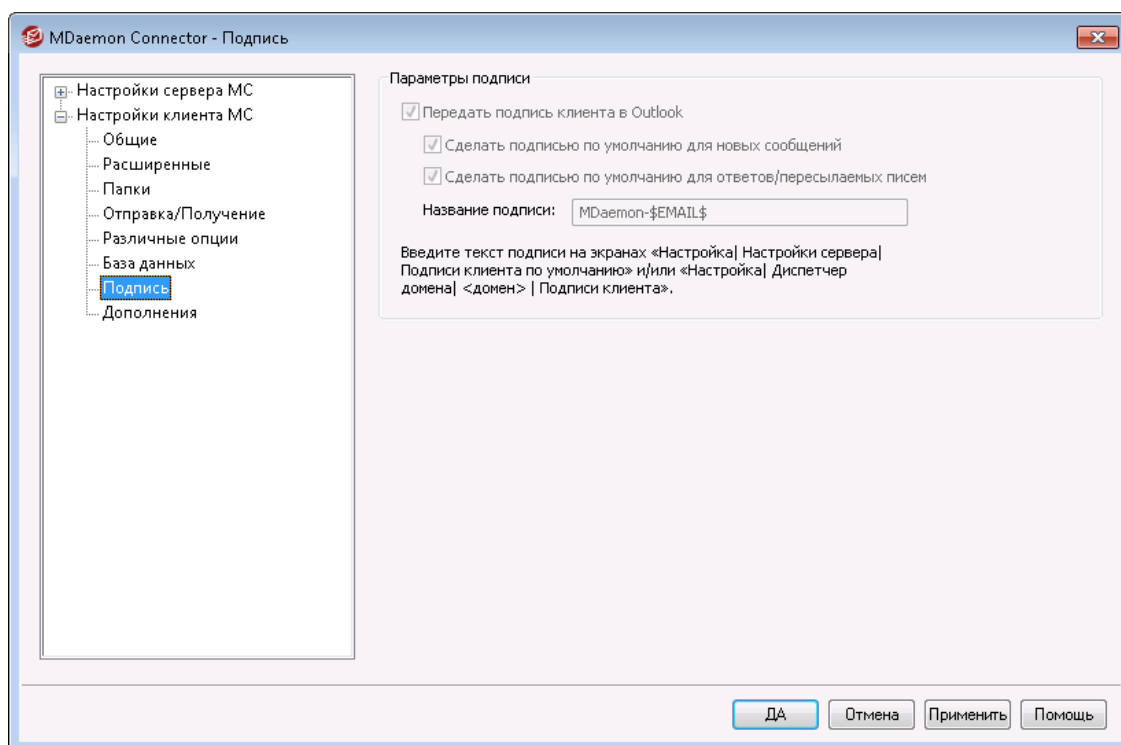 MDaemon Connector - Подпись
Настройки сервера MC
Настройки клиента MC
Общие
Расширенные
Папки
Отправка/Получение
Различные опции
База данных
Подпись
Дополнения
Параметры подписи
Передать подпись клиента в Outlook
Сделать подписью по умолчанию для новых сообщений
Сделать подписью по умолчанию для ответов/пересылаемых писем
Название подписи: MDaemon-$EMAIL$
Введите текст подписи на экранах «Настройка| Настройки сервера|
Подписи клиента по умолчанию» и/или «Настройка| Диспетчер
домена| <домен> | Подписи клиента».
ДА Отмена Применить Помощь